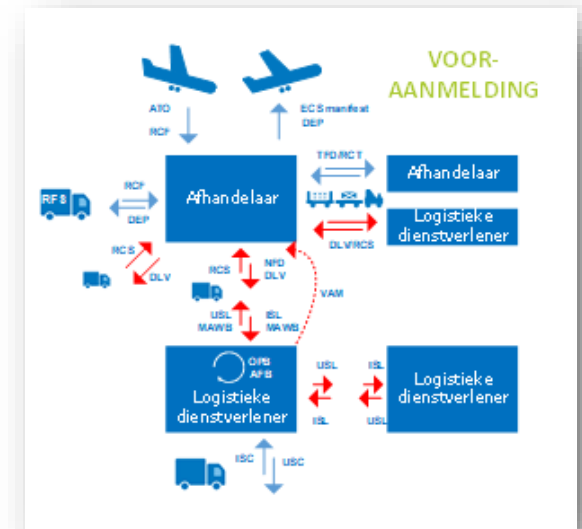 VOOR-
AANMELDING
ATO
RCF
ECS manifest
DEP
TFD/RCT
Afhandelaar
Afhandelaar
RFS
RCF
DEP
Logistieke
dienstverlener
DLV/RCS
RCS
DLV
RCS
NFD
DLV
VAM
USL
MAWB
ISL
MAWB
OPB
AFB
Logistieke
dienstverlener
USL
ISL
ISL
USL
Logistieke
dienstverlener
ISC
USC